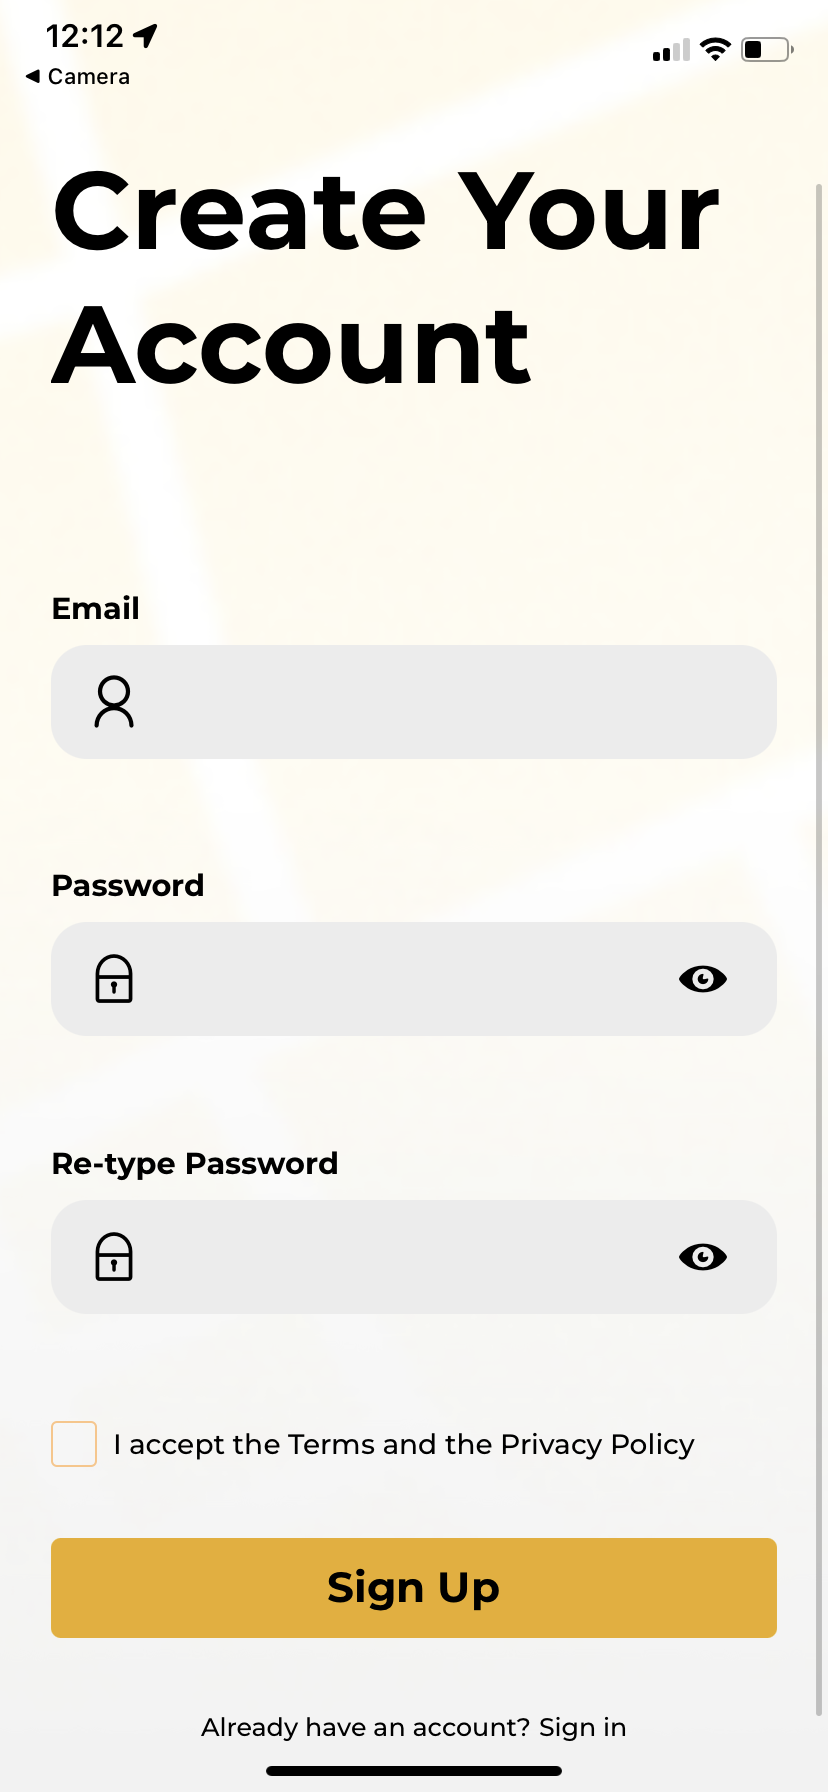 12:12
◀ Camera
Create Your
Account
Email
Password
Re-type Password
I accept the Terms and the Privacy Policy
Sign Up
Already have an account? Sign in